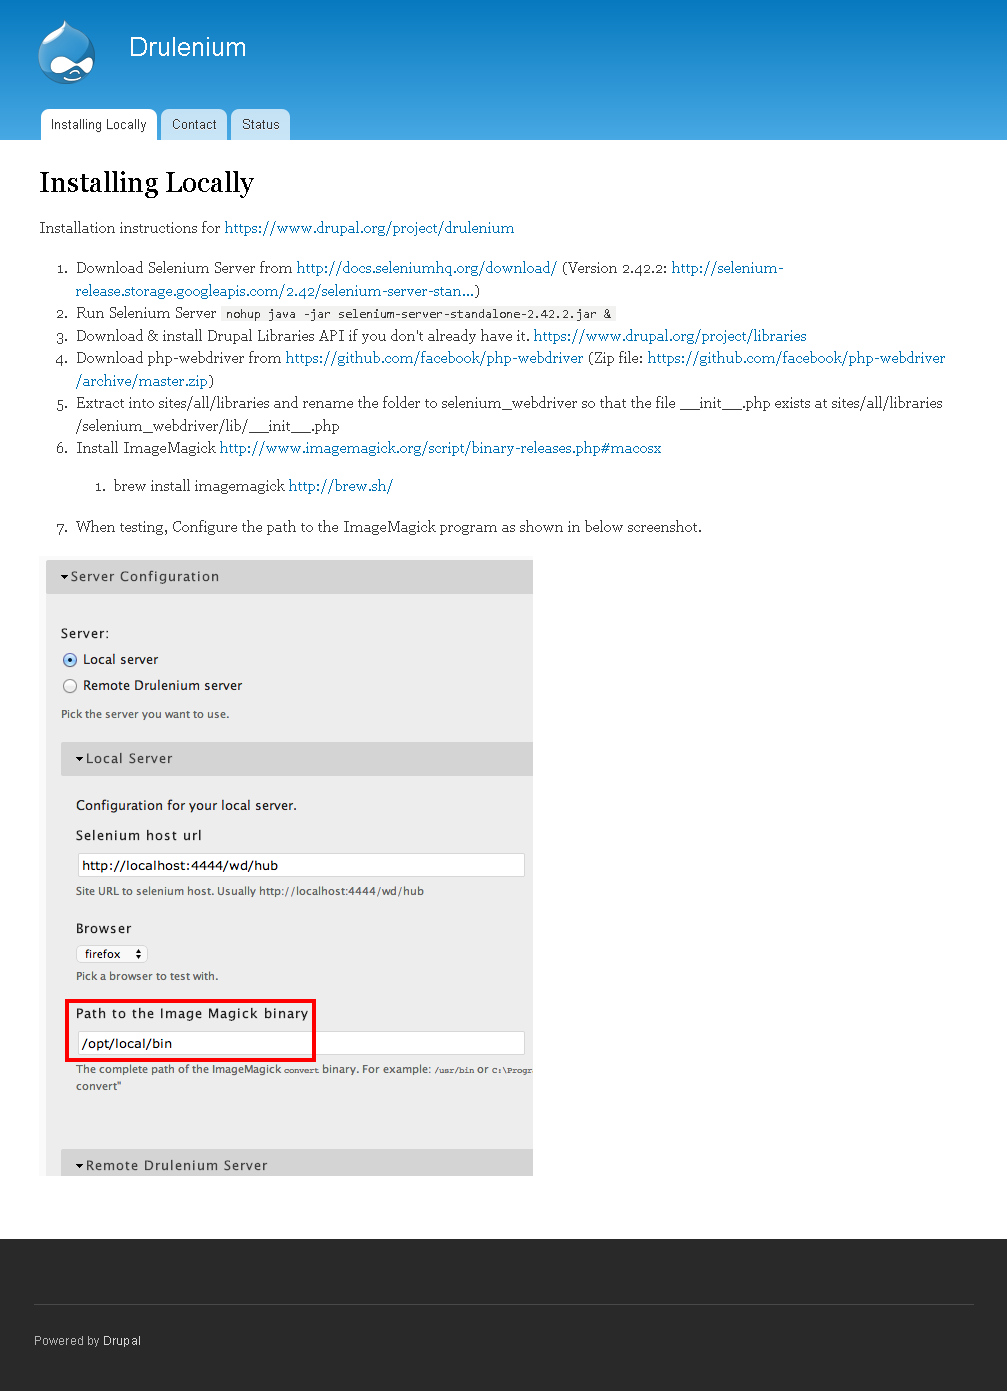 Drulenium
Installing Locally
Contact
Status
Installing Locally
Installation instructions for https://www.drupal.org/project/drulenium
1. Download Selenium Server from http://docs.seleniumhq.org/download/ (Version 2.42.2: http://selenium-
release.storage.googleapis.com/2.42/selenium-server-stan...)
2. Run Selenium Server nohup java -jar selenium-server-standalone-2.42.2.jar &
3. Download & install Drupal Libraries API if you don't already have it. https://www.drupal.org/project/libraries
4. Download php-webdriver from https://github.com/facebook/php-webdriver (Zip file: https://github.com/facebook/php-webdriver
/archive/master.zip)
5. Extract into sites/all/libraries and rename the folder to selenium_webdriver so that the file __init__.php exists at sites/all/libraries
/selenium_webdriver/lib/__init__.php
6. Install ImageMagick http://www.imagemagick.org/script/binary-releases.php#macosx
1. brew install imagemagick http://brew.sh/
7. When testing, Configure the path to the ImageMagick program as shown in below screenshot.
Server Configuration
Server:
Local server
Remote Drulenium server
Pick the server you want to use.
Local Server
Configuration for your local server.
Selenium host url
http://localhost:4444/wd/hub
Site URL to selenium host. Usually http://localhost:4444/wd/hub
Browser
firefox
Pick a browser to test with.
Path to the Image Magick binary
/opt/local/bin
The complete path of the ImageMagick convert binary. For example: /usr/bin or C:\Progr
convert"
Remote Drulenium Server
Powered by Drupal